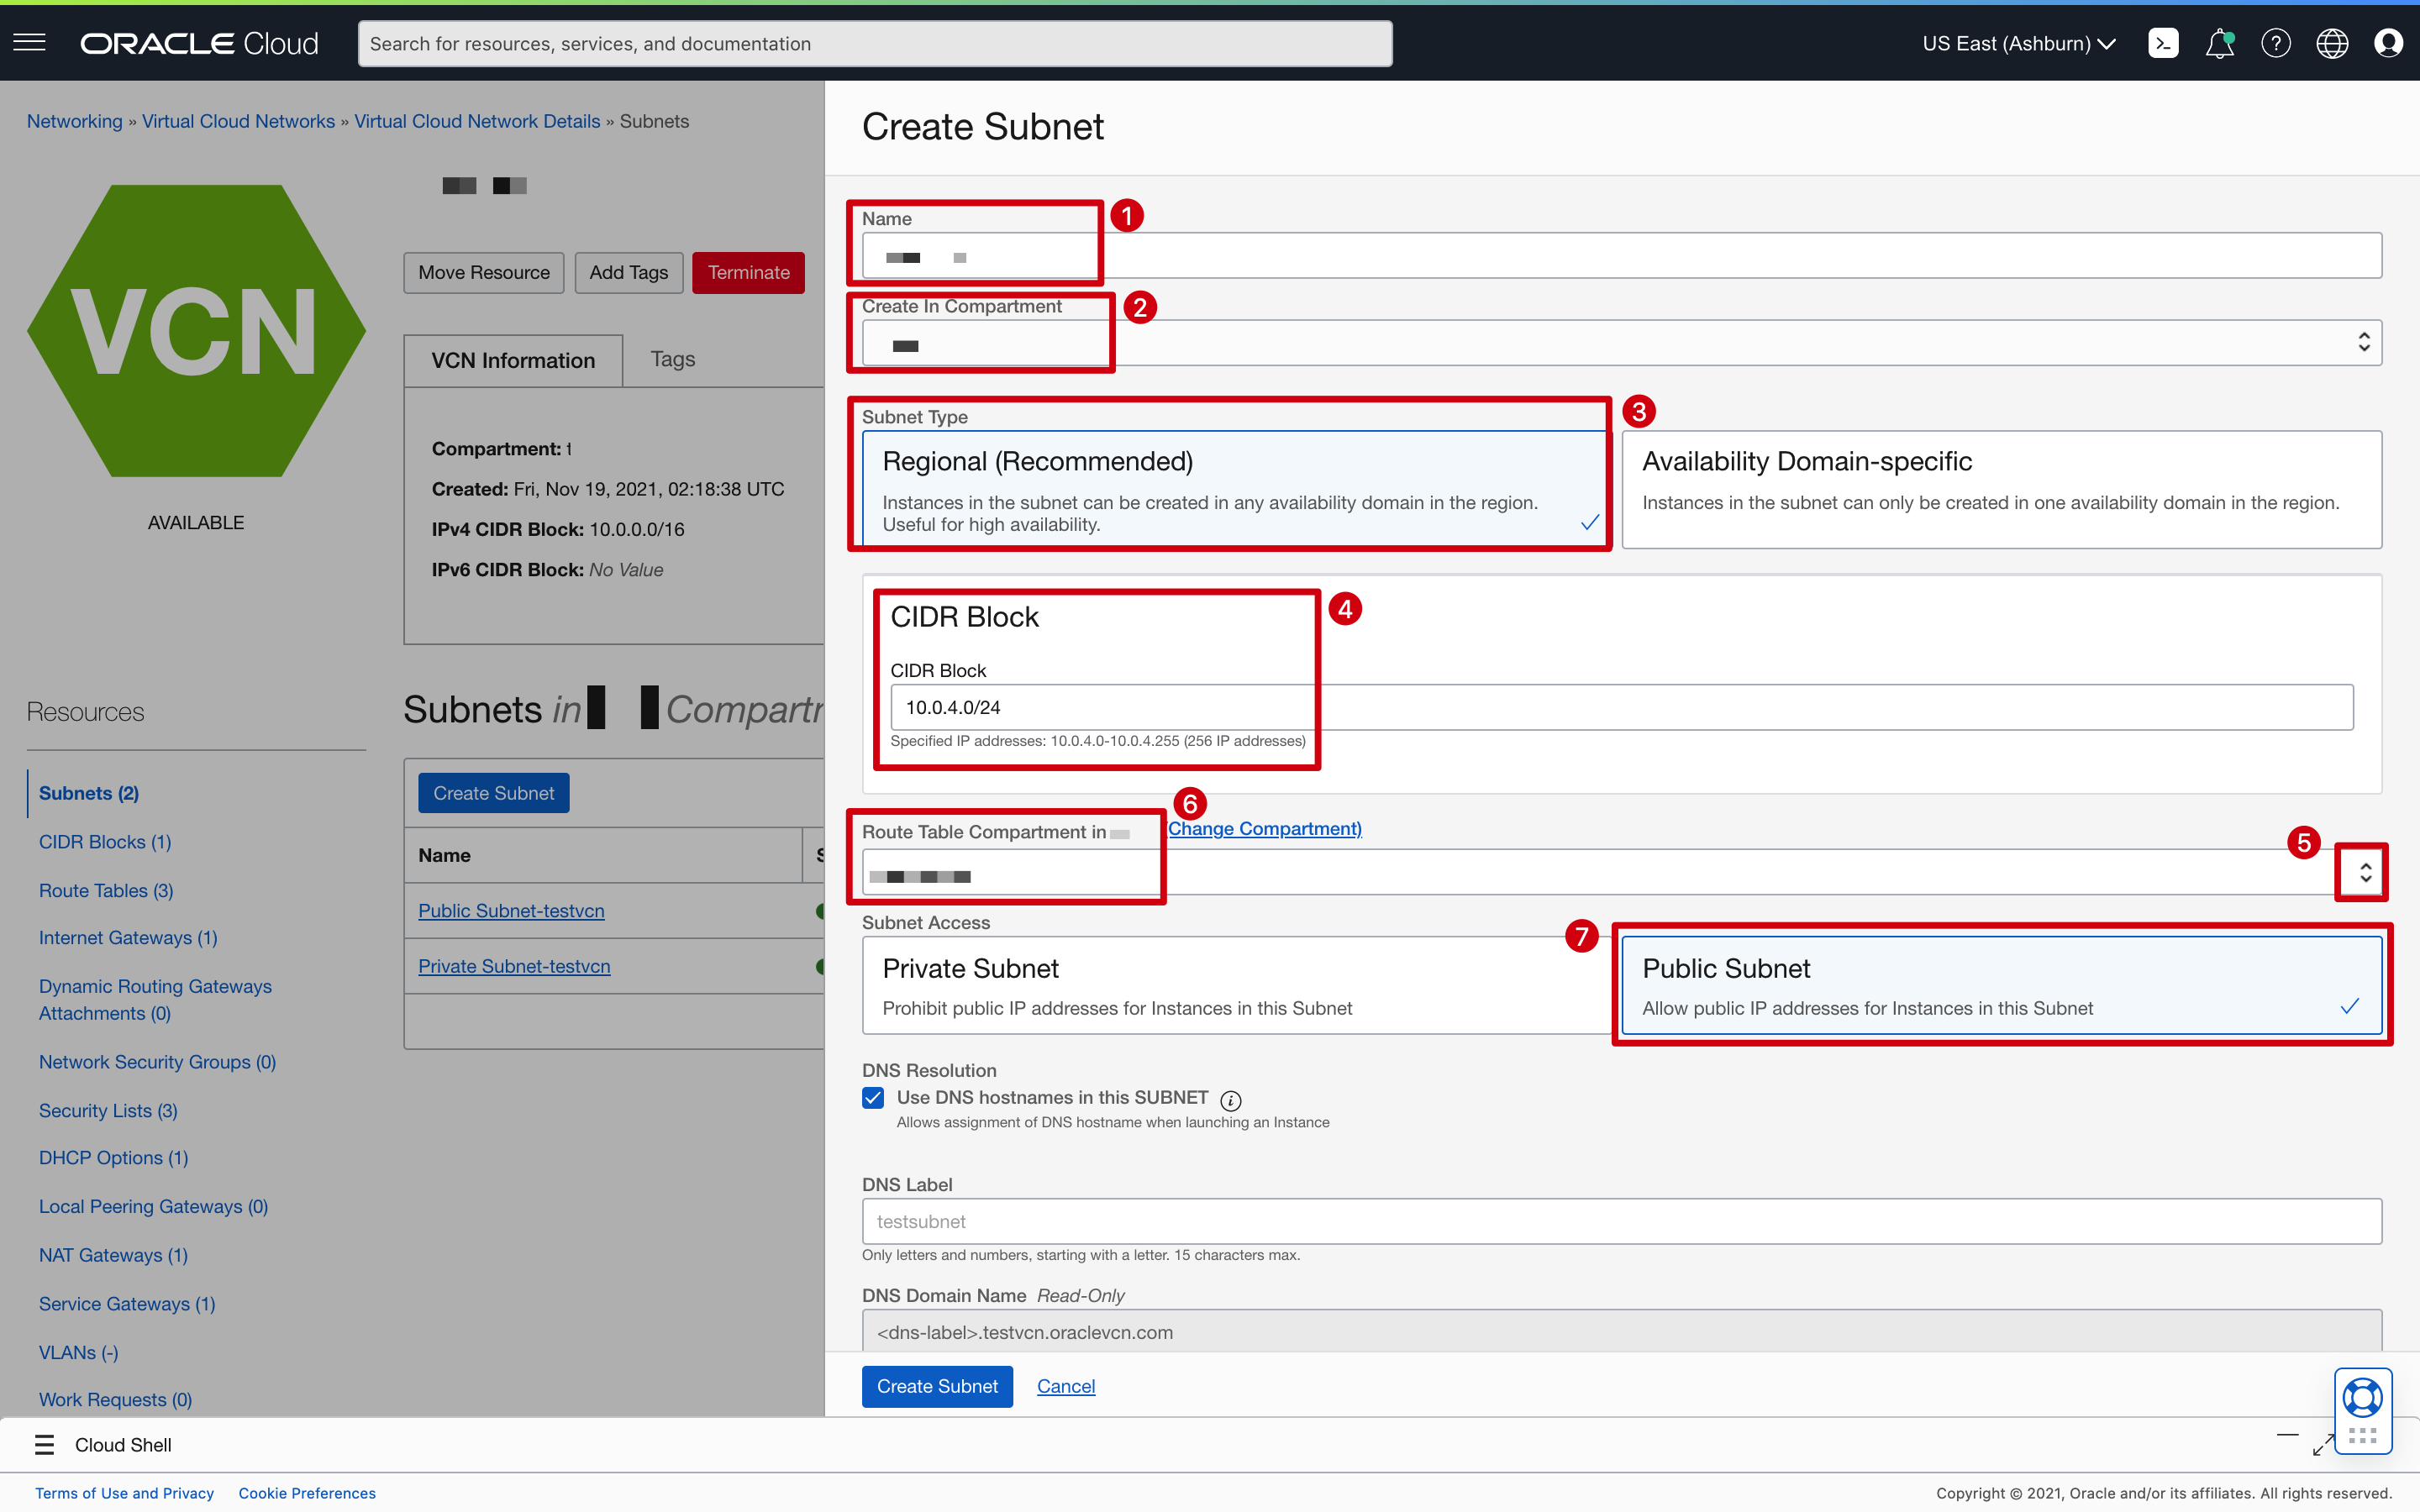 ORACLE Cloud
Search for resources, services, and documentation
US East (Ashburn)
Networking » Virtual Cloud Networks » Virtual Cloud Network Details » Subnets
VCN
AVAILABLE
Move Resource
Add Tags
Terminate
VCN Information
Tags
Compartment: t
Created: Fri, Nov 19, 2021, 02:18:38 UTC
IPv4 CIDR Block: 10.0.0.0/16
IPv6 CIDR Block: No Value
Resources
Subnets (2)
CIDR Blocks (1)
Route Tables (3)
Internet Gateways (1)
Dynamic Routing Gateways
Attachments (0)
Network Security Groups (0)
Security Lists (3)
DHCP Options (1)
Local Peering Gateways (0)
NAT Gateways (1)
Service Gateways (1)
VLANs (-)
Work Requests (0)
Subnets in Compartr
Create Subnet
Name
S
Public Subnet-testvcn
Private Subnet-testvcn
Create Subnet
Name
1
Create In Compartment
2
Subnet Type
3
Regional (Recommended)
Instances in the subnet can be created in any availability domain in the region.
Useful for high availability.
Availability Domain-specific
Instances in the subnet can only be created in one availability domain in the region.
CIDR Block
4
CIDR Block
10.0.4.0/24
Specified IP addresses: 10.0.4.0-10.0.4.255 (256 IP addresses)
6
Route Table Compartment in
(Change Compartment)
5
Subnet Access
7
Private Subnet
Prohibit public IP addresses for Instances in this Subnet
Public Subnet
Allow public IP addresses for Instances in this Subnet
DNS Resolution
Use DNS hostnames in this SUBNET
Allows assignment of DNS hostname when launching an Instance
DNS Label
testsubnet
Only letters and numbers, starting with a letter. 15 characters max.
DNS Domain Name Read-Only
<dns-label>.testvcn.oraclevcn.com
Create Subnet
Cancel
Cloud Shell
Terms of Use and Privacy
Cookie Preferences
Copyright © 2021, Oracle and/or its affiliates. All rights reserved.